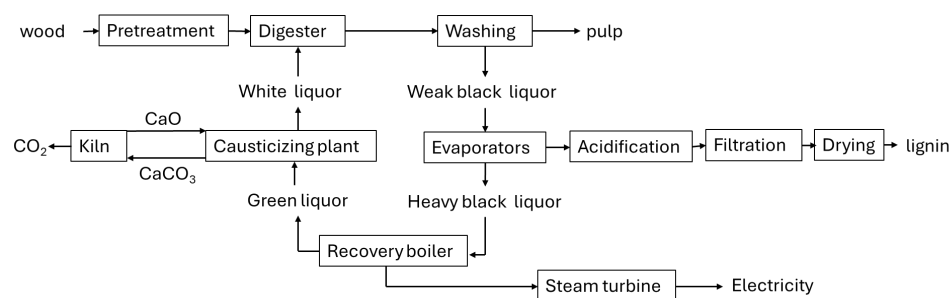 wood
Pretreatment
Digester
Washing
pulp
White liquor
Weak black liquor
CaO
CO2
Kiln
Causticizing plant
Evaporators
Acidification
Filtration
Drying
lignin
CaCO3
Green liquor
Heavy black liquor
Recovery boiler
Steam turbine
Electricity